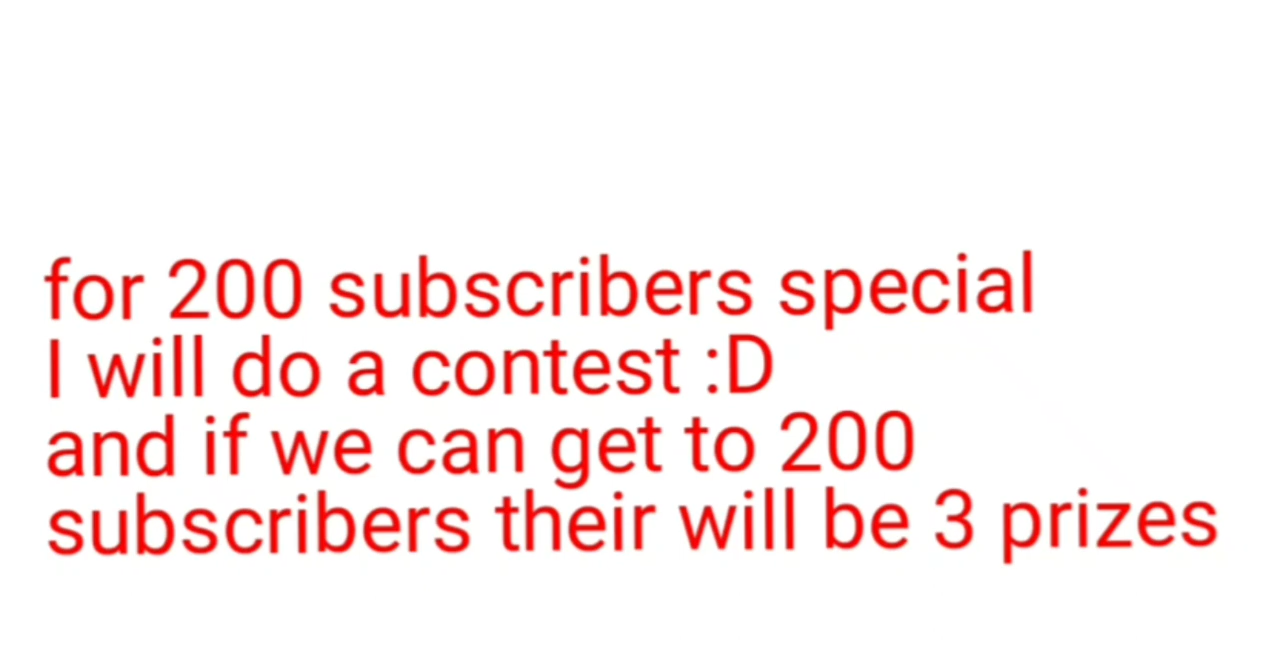 for 200 subscribers special
I will do a contest :D
and if we can get to 200
subscribers their will be 3 prizes